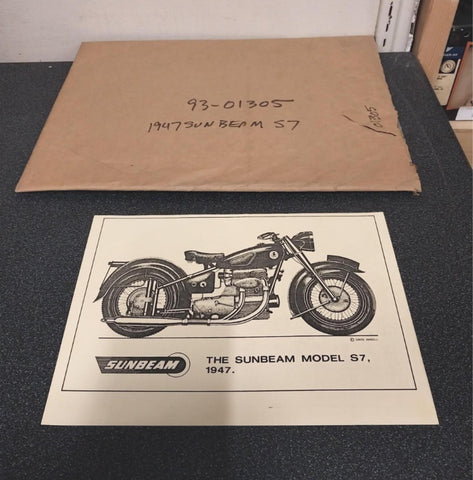 93-01305
1947 SUNBEAM S7
01305
SUNBEAM
THE SUNBEAM MODEL S7,
1947.